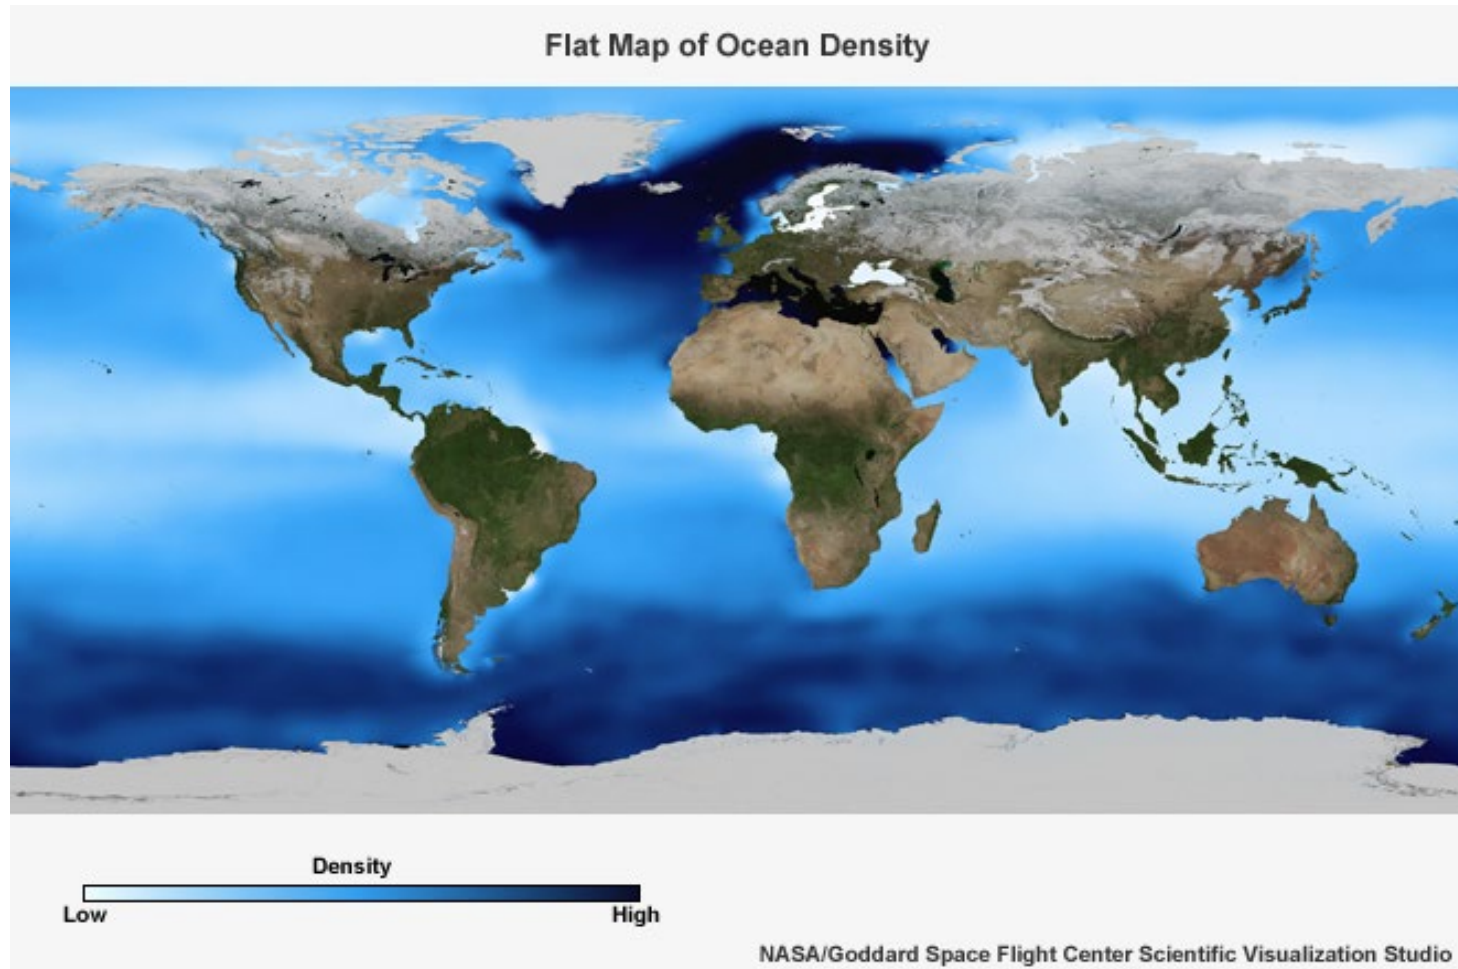 Flat Map of Ocean Density
Density
Low High
NASA/Goddard Space Flight Center Scientific Visualization Studio